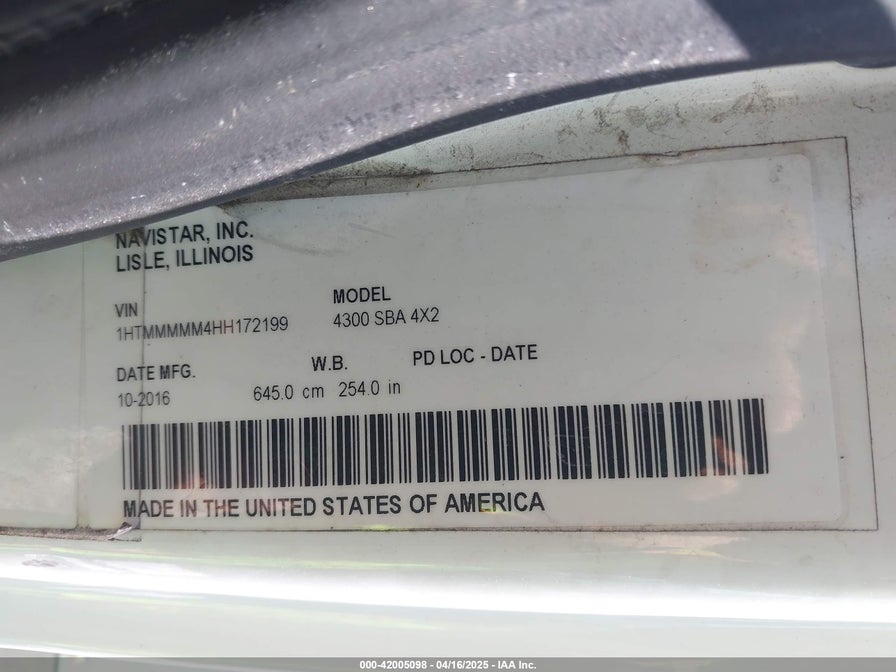 NAVISTAR, INC.
LISLE, ILLINOIS
VIN
1HTMMMMM4HH172199
MODEL
4300 SBA 4X2
DATE MFG.
10-2016
W.B.
645.0 cm 254.0 in
PD LOC - DATE
MADE IN THE UNITED STATES OF AMERICA
000-42005098 - 04/16/2025 - IAA Inc.